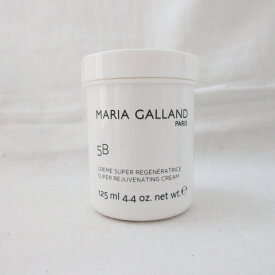 MARIA GALLAND
PARIS
5B
CRÈME SUPER RÉGÉNÉRATRICE
SUPER REJUVENATING CREAM
125 ml 4.4 oz. net wt. ℮